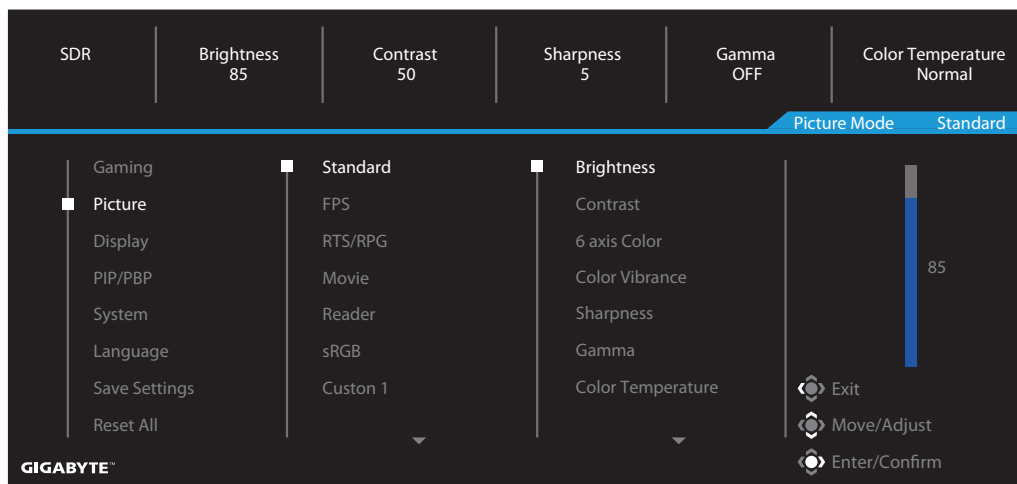 SDR
Brightness
85
Contrast
50
Sharpness
5
Gamma
OFF
Color Temperature
Normal
Picture Mode Standard
Gaming
Picture
Display
PIP/PBP
System
Language
Save Settings
Reset All
Standard
FPS
RTS/RPG
Movie
Reader
sRGB
Custon 1
Brightness
Contrast
6 axis Color
Color Vibrance
Sharpness
Gamma
Color Temperature
85
Exit
Move/Adjust
Enter/Confirm
GIGABYTE™